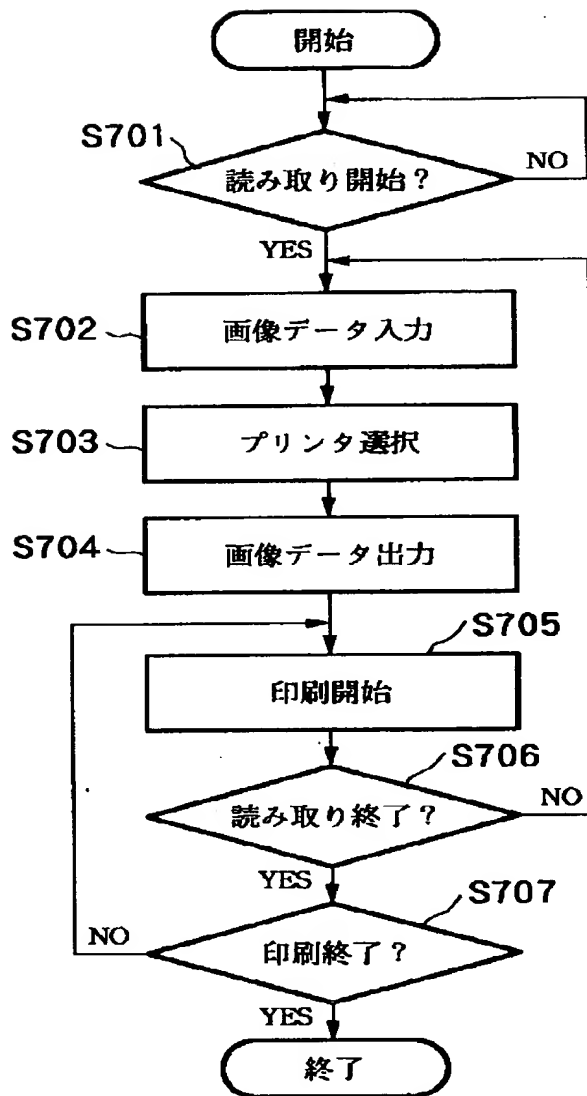 開始
S701
読み取り開始?
NO
YES
S702
画像データ入力
S703
プリンタ選択
S704
画像データ出力
S705
印刷開始
S706
読み取り終了?
NO
YES
S707
NO
印刷終了?
YES
終了